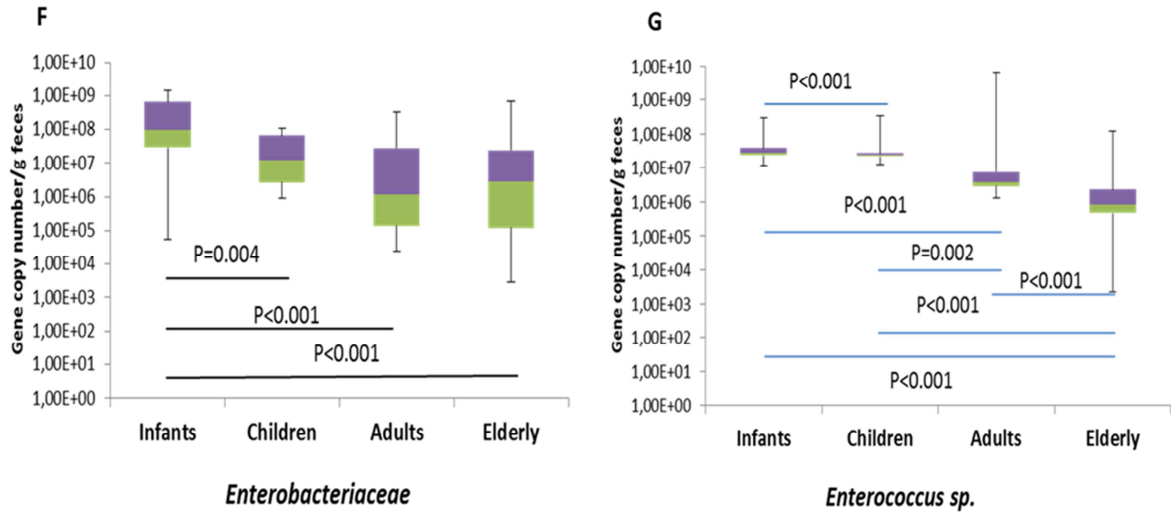 F
Gene copy number/g feces
1,00E+10
1,00E+09
1,00E+08
1,00E+07
1,00E+06
1,00E+05
1,00E+04
1,00E+03
1,00E+02
1,00E+01
1,00E+00
P=0.004
P<0.001
P<0.001
Infants Children Adults Elderly
Enterobacteriaceae
G
Gene copy number/g feces
1,00E+10
1,00E+09
1,00E+08
1,00E+07
1,00E+06
1,00E+05
1,00E+04
1,00E+03
1,00E+02
1,00E+01
1,00E+00
P<0.001
P<0.001
P=0.002
P<0.001
P<0.001
P<0.001
Infants Children Adults Elderly
Enterococcus sp.